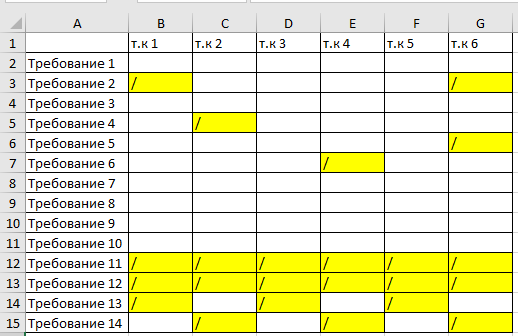 A B C D E F G
1 т.к 1 т.к 2 т.к 3 т.к 4 т.к 5 т.к 6
2 Требование 1
3 Требование 2 / /
4 Требование 3
5 Требование 4 /
6 Требование 5 /
7 Требование 6 /
8 Требование 7
9 Требование 8
10 Требование 9
11 Требование 10
12 Требование 11 / / / / / /
13 Требование 12 / / / / / /
14 Требование 13 / / /
15 Требование 14 / / /